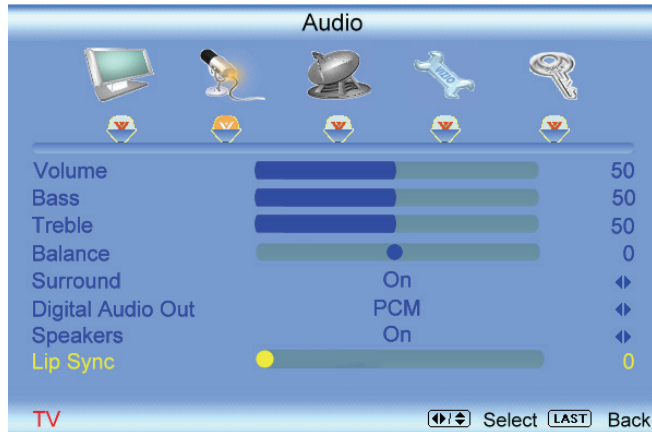 Audio
VIZIO
Volume 50
Bass 50
Treble 50
Balance 0
Surround On
Digital Audio Out PCM
Speakers On
Lip Sync 0
TV Select LAST Back